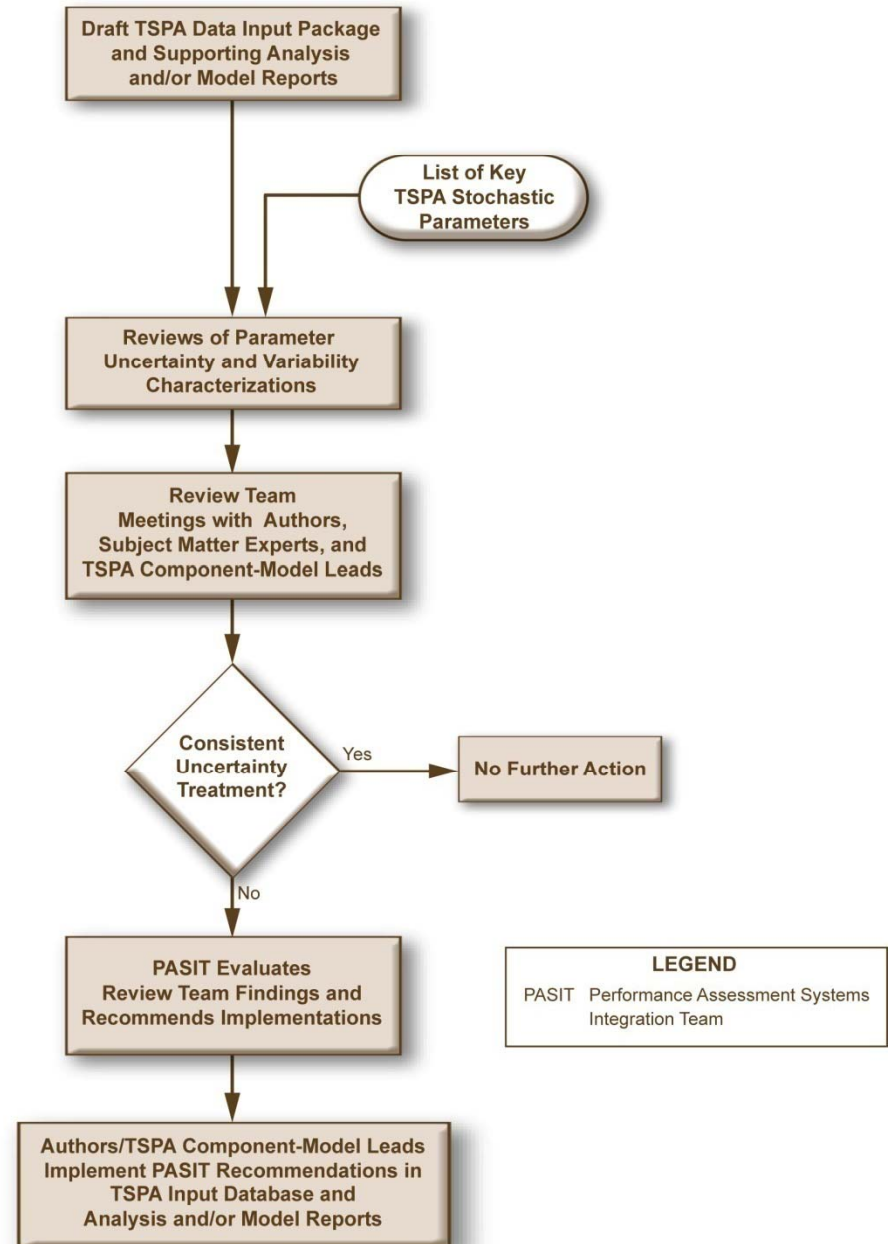 Draft TSPA Data Input Package
and Supporting Analysis
and/or Model Reports
List of Key
TSPA Stochastic
Parameters
Reviews of Parameter
Uncertainty and Variability
Characterizations
Review Team
Meetings with Authors,
Subject Matter Experts, and
TSPA Component-Model Leads
Consistent
Uncertainty
Treatment?
Yes
No Further Action
No
PASIT Evaluates
Review Team Findings and
Recommends Implementations
LEGEND
PASIT Performance Assessment Systems
Integration Team
Authors/TSPA Component-Model Leads
Implement PASIT Recommendations in
TSPA Input Database and
Analysis and/or Model Reports